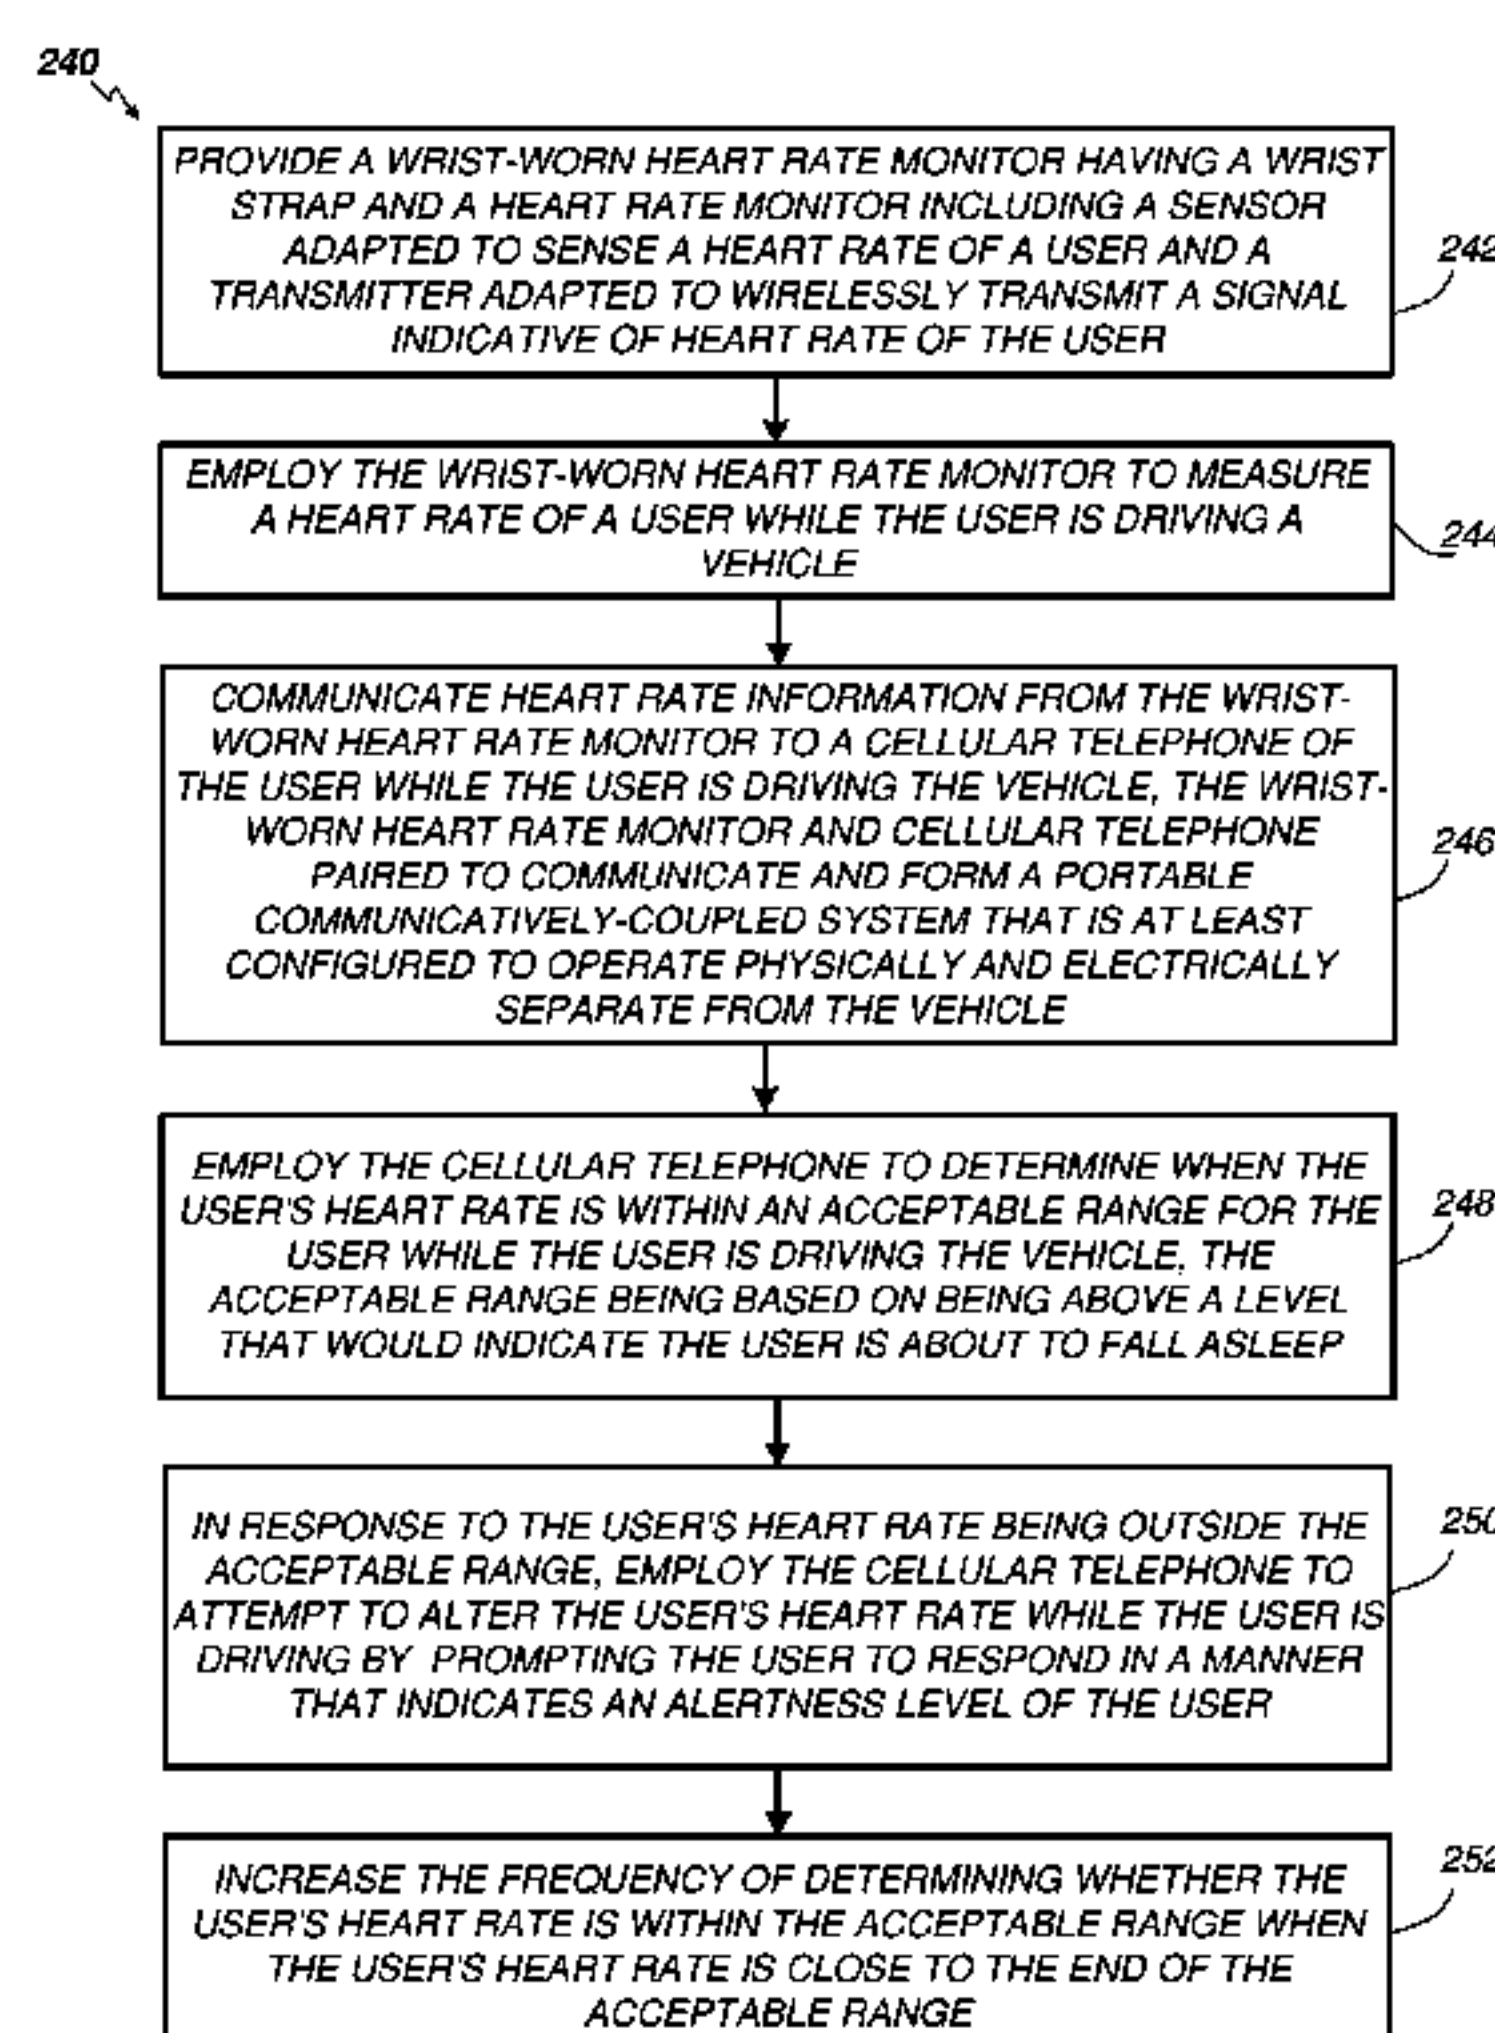 240
PROVIDE A WRIST-WORN HEART RATE MONITOR HAVING A WRIST
STRAP AND A HEART RATE MONITOR INCLUDING A SENSOR
ADAPTED TO SENSE A HEART RATE OF A USER AND A
TRANSMITTER ADAPTED TO WIRELESSLY TRANSMIT A SIGNAL
INDICATIVE OF HEART RATE OF THE USER
242
EMPLOY THE WRIST-WORN HEART RATE MONITOR TO MEASURE
A HEART RATE OF A USER WHILE THE USER IS DRIVING A
VEHICLE
244
COMMUNICATE HEART RATE INFORMATION FROM THE WRIST-
WORN HEART RATE MONITOR TO A CELLULAR TELEPHONE OF
THE USER WHILE THE USER IS DRIVING THE VEHICLE, THE WRIST-
WORN HEART RATE MONITOR AND CELLULAR TELEPHONE
PAIRED TO COMMUNICATE AND FORM A PORTABLE
COMMUNICATIVELY-COUPLED SYSTEM THAT IS AT LEAST
CONFIGURED TO OPERATE PHYSICALLY AND ELECTRICALLY
SEPARATE FROM THE VEHICLE
246
EMPLOY THE CELLULAR TELEPHONE TO DETERMINE WHEN THE
USER'S HEART RATE IS WITHIN AN ACCEPTABLE RANGE FOR THE
USER WHILE THE USER IS DRIVING THE VEHICLE, THE
ACCEPTABLE RANGE BEING BASED ON BEING ABOVE A LEVEL
THAT WOULD INDICATE THE USER IS ABOUT TO FALL ASLEEP
248
IN RESPONSE TO THE USER'S HEART RATE BEING OUTSIDE THE
ACCEPTABLE RANGE, EMPLOY THE CELLULAR TELEPHONE TO
ATTEMPT TO ALTER THE USER'S HEART RATE WHILE THE USER IS
DRIVING BY PROMPTING THE USER TO RESPOND IN A MANNER
THAT INDICATES AN ALERTNESS LEVEL OF THE USER
250
INCREASE THE FREQUENCY OF DETERMINING WHETHER THE
USER'S HEART RATE IS WITHIN THE ACCEPTABLE RANGE WHEN
THE USER'S HEART RATE IS CLOSE TO THE END OF THE
ACCEPTABLE RANGE
252